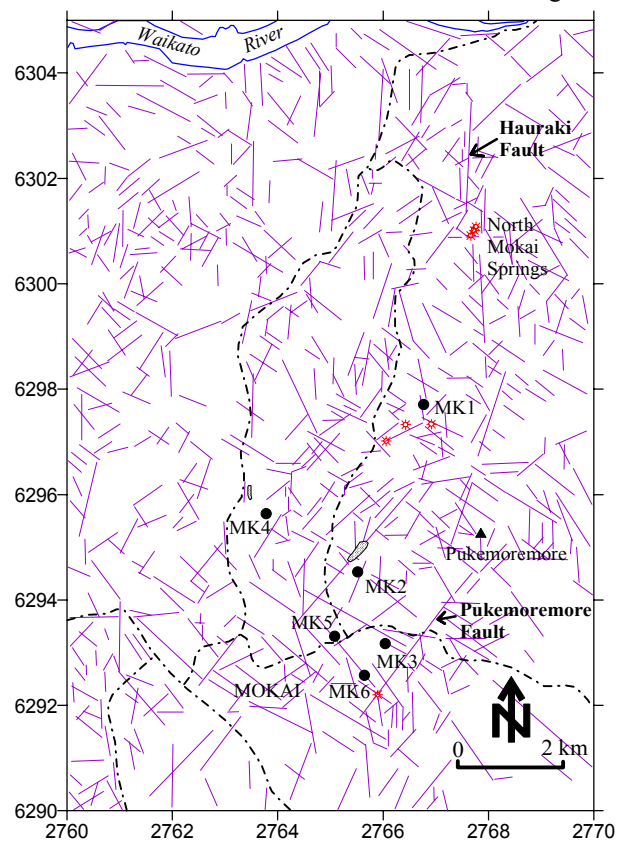 6304
6302
6300
6298
6296
6294
6292
6290
Waikato
River
Hauraki
Fault
North
Mokai
Springs
MK1
MK4
Pukemoremore
MK2
Pukemoremore
Fault
MK5
MK3
MOKAI
MK6
N
0
2 km
2760
2762
2764
2766
2768
2770